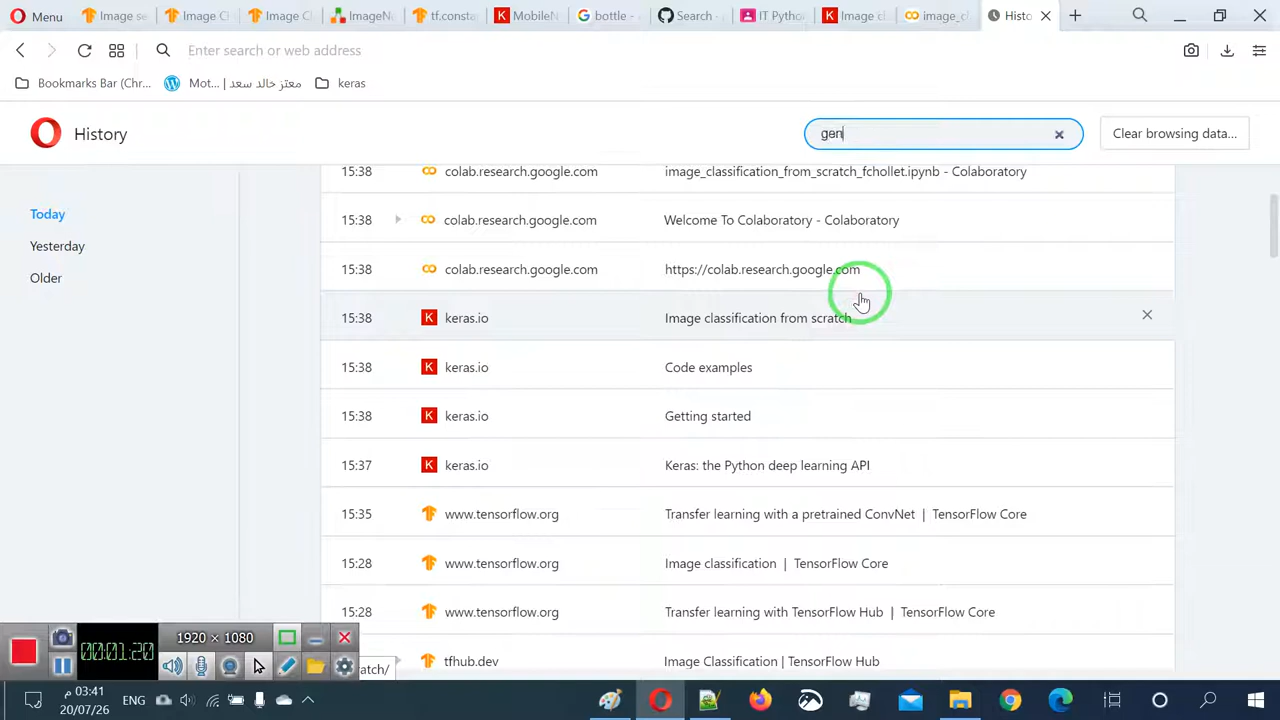 Menu
Image se
Image Cl
Image Cl
ImageNe
tf.consta
MobileN
bottle -
Search -
IT Python
Image cl
image_cl
Histo
Enter search or web address
Bookmarks Bar (Chr...
Mot... | معتز خالد سعد
keras
History
gen
Clear browsing data...
Today
Yesterday
Older
15:38 colab.research.google.com image_classification_from_scratch_fchollet.ipynb - Colaboratory
15:38 colab.research.google.com Welcome To Colaboratory - Colaboratory
15:38 colab.research.google.com https://colab.research.google.com
15:38 keras.io Image classification from scratch
15:38 keras.io Code examples
15:38 keras.io Getting started
15:37 keras.io Keras: the Python deep learning API
15:35 www.tensorflow.org Transfer learning with a pretrained ConvNet | TensorFlow Core
15:28 www.tensorflow.org Image classification | TensorFlow Core
15:28 www.tensorflow.org Transfer learning with TensorFlow Hub | TensorFlow Core
tfhub.dev Image Classification | TensorFlow Hub
00:01:20
1920 × 1080
ratch/
03:41 م
20/07/26
ENG